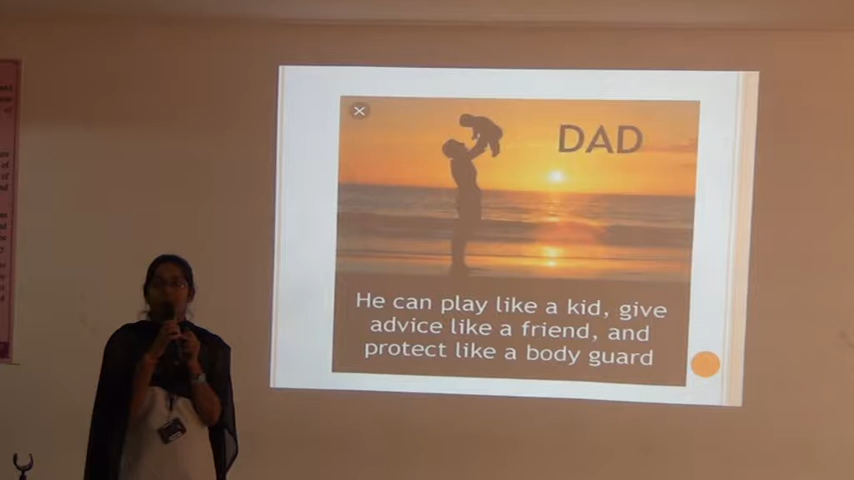 DAD
He can play like a kid, give
advice like a friend, and
protect like a body guard